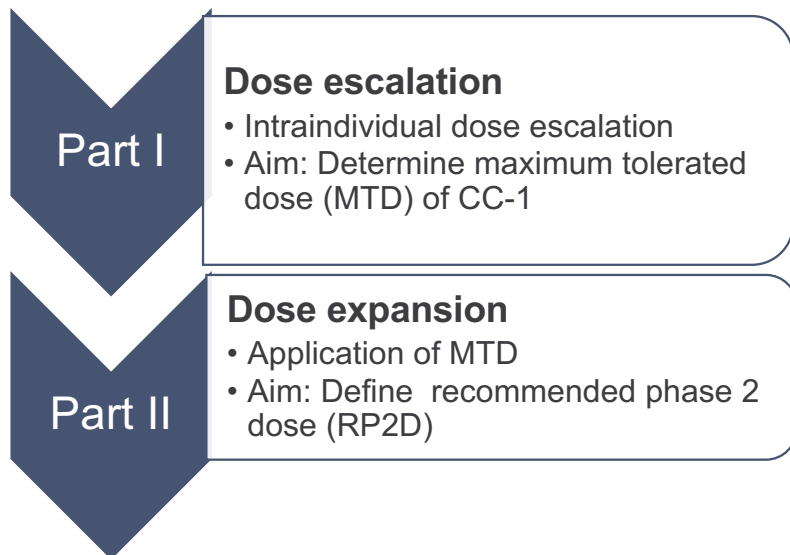 Part I
Dose escalation
• Intraindividual dose escalation
• Aim: Determine maximum tolerated
dose (MTD) of CC-1
Part II
Dose expansion
• Application of MTD
• Aim: Define  recommended phase 2
dose (RP2D)